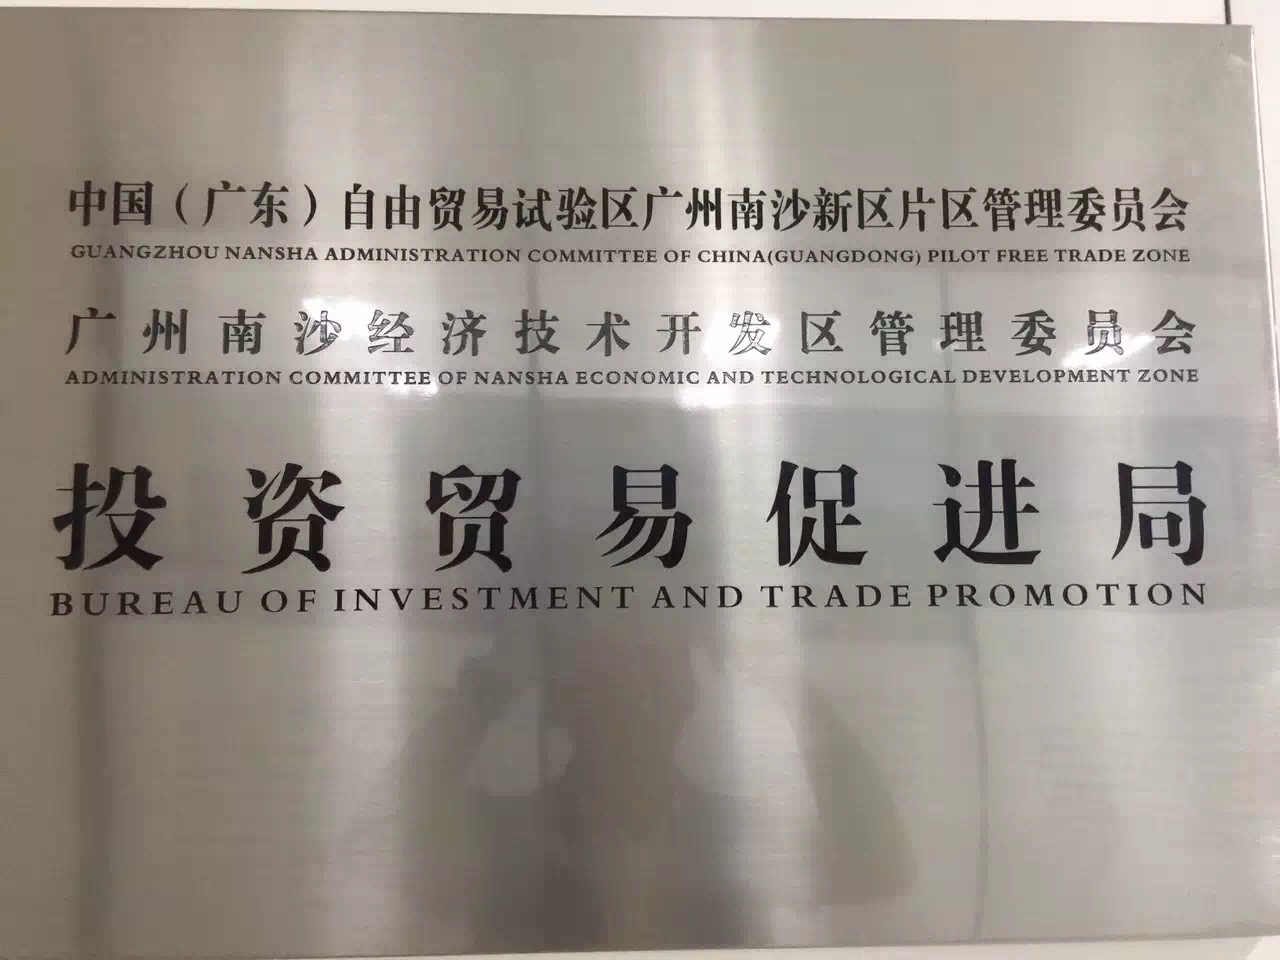 中国（广东）自由贸易试验区广州南沙新区片区管理委员会
GUANGZHOU NANSHA ADMINISTRATION COMMITTEE OF CHINA(GUANGDONG) PILOT FREE TRADE ZONE
广州南沙经济技术开发区管理委员会
ADMINISTRATION COMMITTEE OF NANSHA ECONOMIC AND TECHNOLOGICAL DEVELOPMENT ZONE
投资贸易促进局
BUREAU OF INVESTMENT AND TRADE PROMOTION